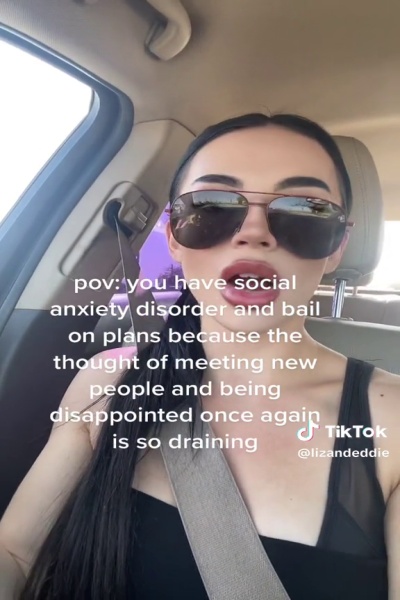 pov: you have social
anxiety disorder and bail
on plans because the
thought of meeting new
people and being
disappointed once again
is so draining
TikTok
@lizandeddie